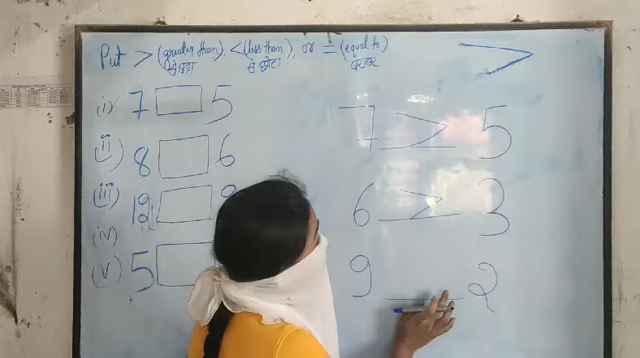 Put > (greater than), < (less than), or = (equal to)
से बड़ा से छोटा बराबर
>
(i) 7 5
(ii) 8 6
(iii) 12 9
(iv)
(v) 5
7 > 5
6 > 3
9 _ 2